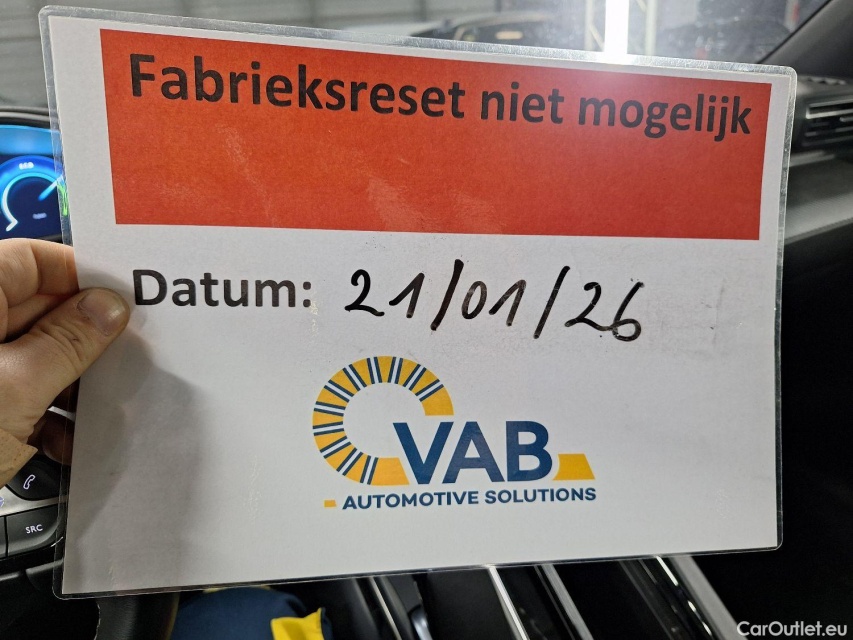 Fabrieksreset niet mogelijk
Datum: 21/01/26
VAB
AUTOMOTIVE SOLUTIONS
SRC
CarOutlet.eu